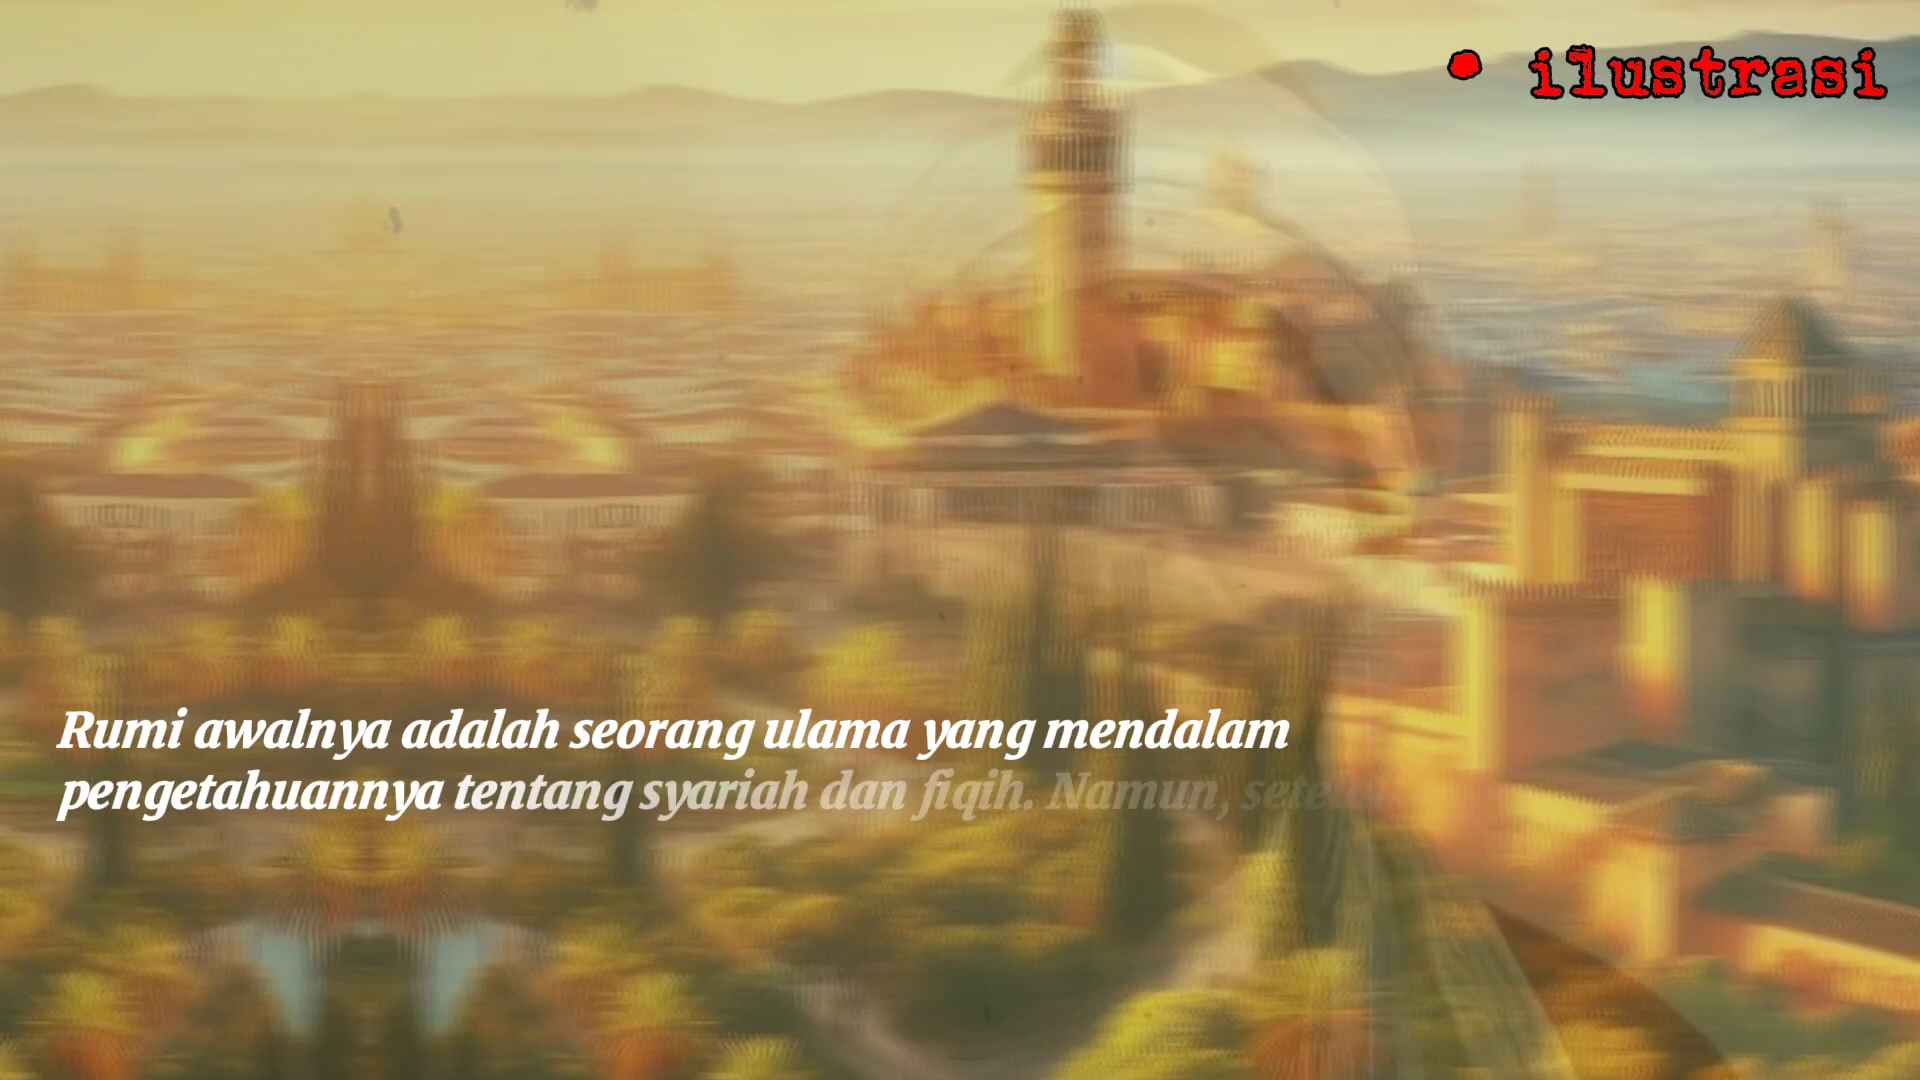 • ilustrasi
Rumi awalnya adalah seorang ulama yang mendalam
pengetahuannya tentang syariah dan fiqih. Namun,